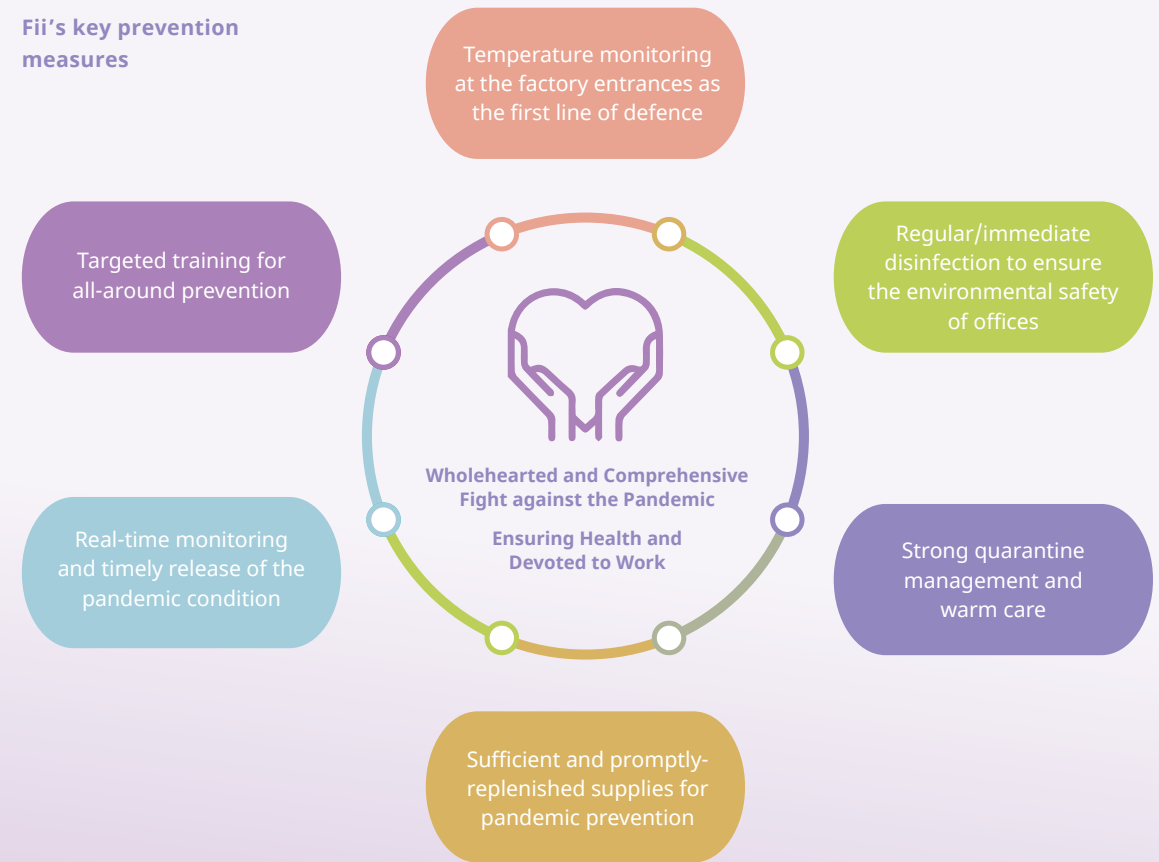 Fii’s key prevention
measures
Temperature monitoring
at the factory entrances as
the first line of defence
Targeted training for
all-around prevention
Regular/immediate
disinfection to ensure
the environmental safety
of offices
Wholehearted and Comprehensive
Fight against the Pandemic
Ensuring Health and
Devoted to Work
Real-time monitoring
and timely release of the
pandemic condition
Strong quarantine
management and
warm care
Sufficient and promptly-
replenished supplies for
pandemic prevention